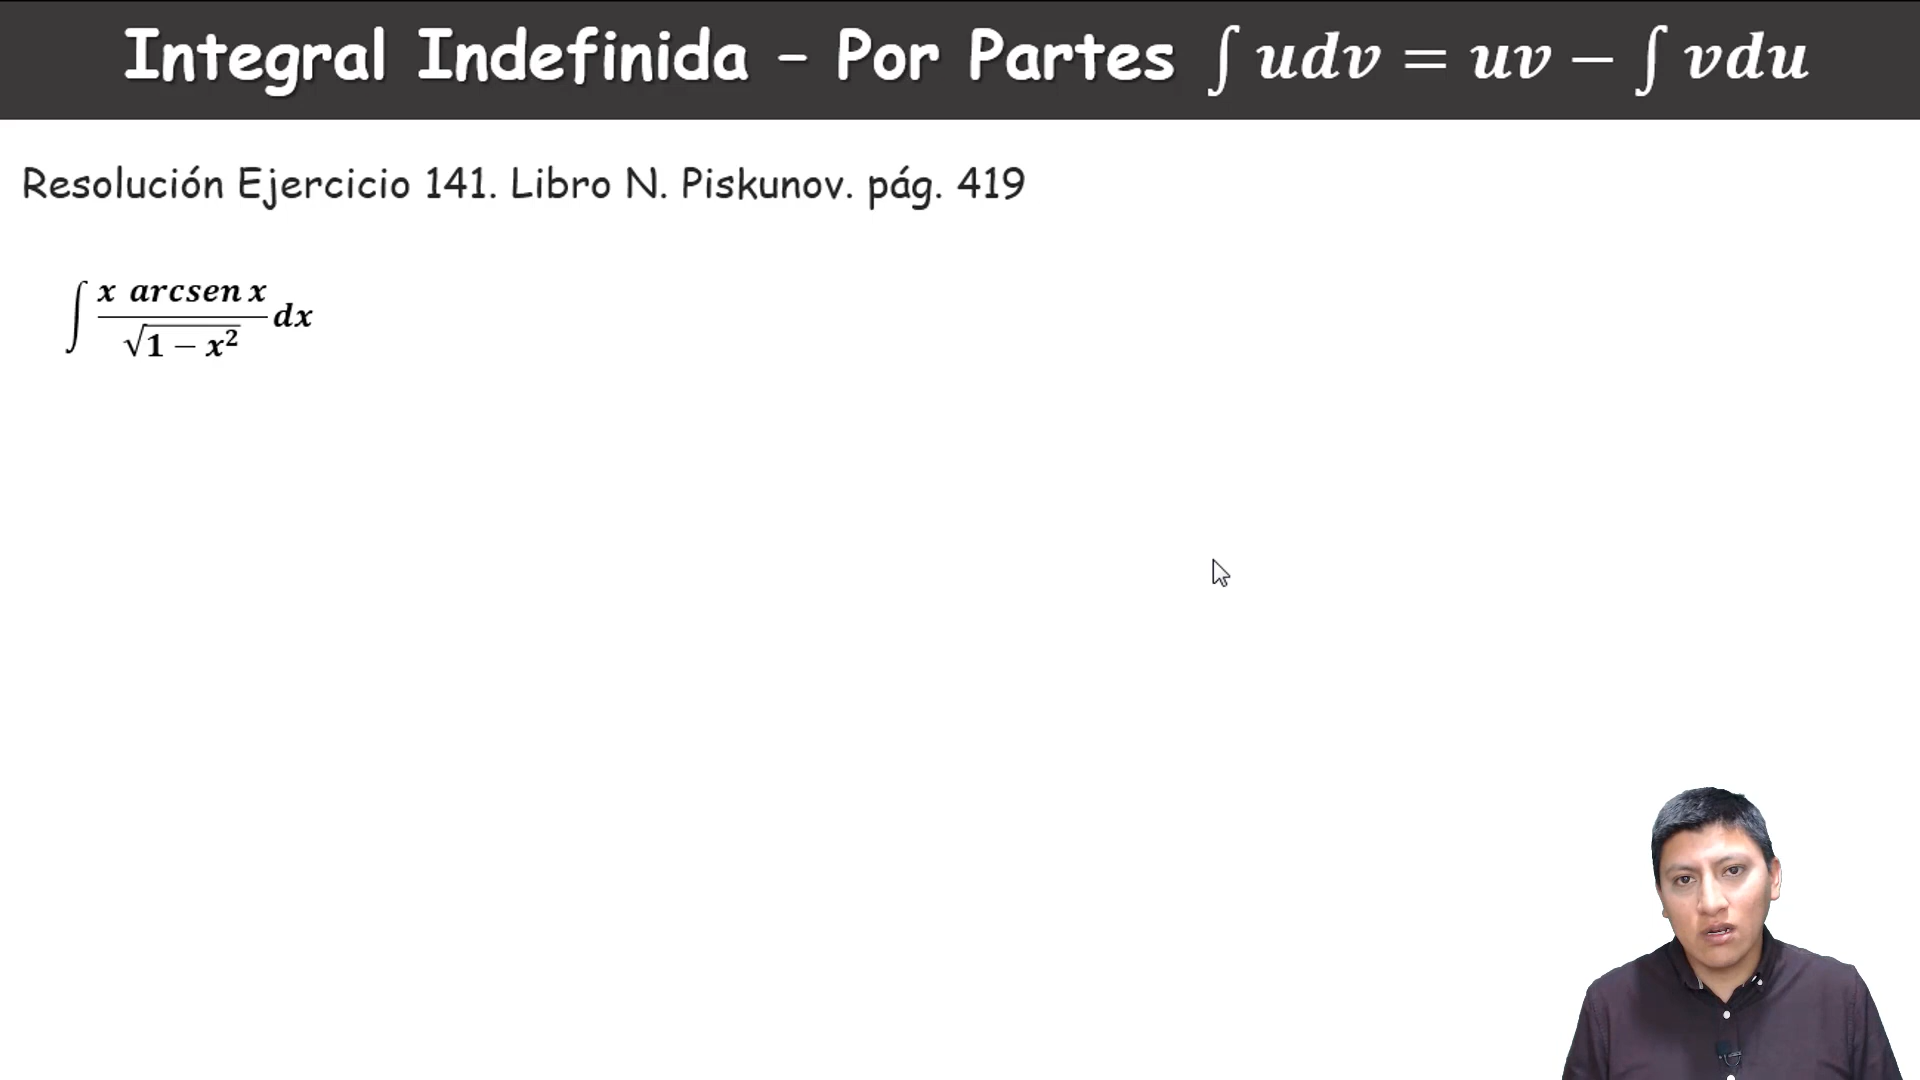 Integral Indefinida – Por Partes ∫ udv = uv − ∫ vdu
Resolución Ejercicio 141. Libro N. Piskunov. pág. 419
∫ x arcsen x / √(1 − x²) dx